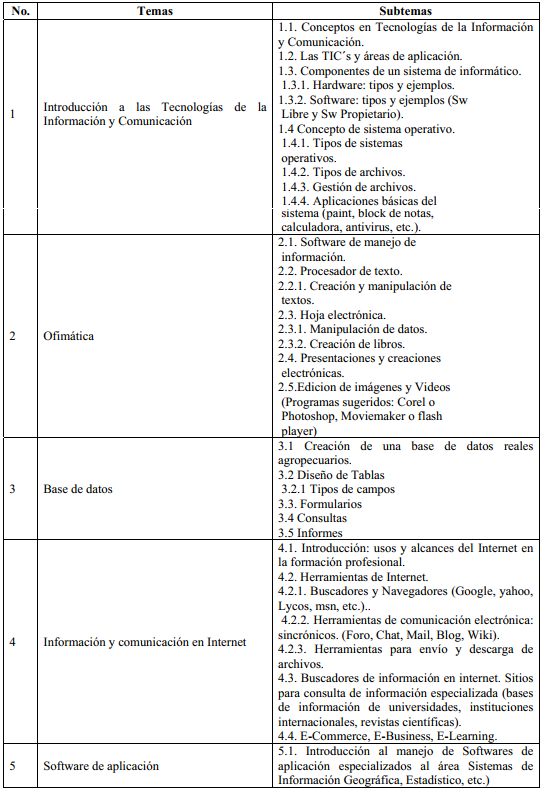 No. Temas Subtemas
1 Introducción a las Tecnologías de la
Información y Comunicación
1.1. Conceptos en Tecnologías de la Información
y Comunicación.
1.2. Las TIC´s y áreas de aplicación.
1.3. Componentes de un sistema de informático.
1.3.1. Hardware: tipos y ejemplos.
1.3.2. Software: tipos y ejemplos (Sw
Libre y Sw Propietario).
1.4 Concepto de sistema operativo.
1.4.1. Tipos de sistemas
operativos.
1.4.2. Tipos de archivos.
1.4.3. Gestión de archivos.
1.4.4. Aplicaciones básicas del
sistema (paint, block de notas,
calculadora, antivirus, etc.).
2 Ofimática
2.1. Software de manejo de
información.
2.2. Procesador de texto.
2.2.1. Creación y manipulación de
textos.
2.3. Hoja electrónica.
2.3.1. Manipulación de datos.
2.3.2. Creación de libros.
2.4. Presentaciones y creaciones
electrónicas.
2.5.Edicion de imágenes y Videos
(Programas sugeridos: Corel o
Photoshop, Moviemaker o flash
player)
3 Base de datos
3.1 Creación de una base de datos reales
agropecuarios.
3.2 Diseño de Tablas
3.2.1 Tipos de campos
3.3. Formularios
3.4 Consultas
3.5 Informes
4 Información y comunicación en Internet
4.1. Introducción: usos y alcances del Internet en
la formación profesional.
4.2. Herramientas de Internet.
4.2.1. Buscadores y Navegadores (Google, yahoo,
Lycos, msn, etc.)..
4.2.2. Herramientas de comunicación electrónica:
sincrónicos. (Foro, Chat, Mail, Blog, Wiki).
4.2.3. Herramientas para envío y descarga de
archivos.
4.3. Buscadores de información en internet. Sitios
para consulta de información especializada (bases
de información de universidades, instituciones
internacionales, revistas científicas).
4.4. E-Commerce, E-Business, E-Learning.
5 Software de aplicación
5.1. Introducción al manejo de Softwares de
aplicación especializados al área Sistemas de
Información Geográfica, Estadístico, etc.)